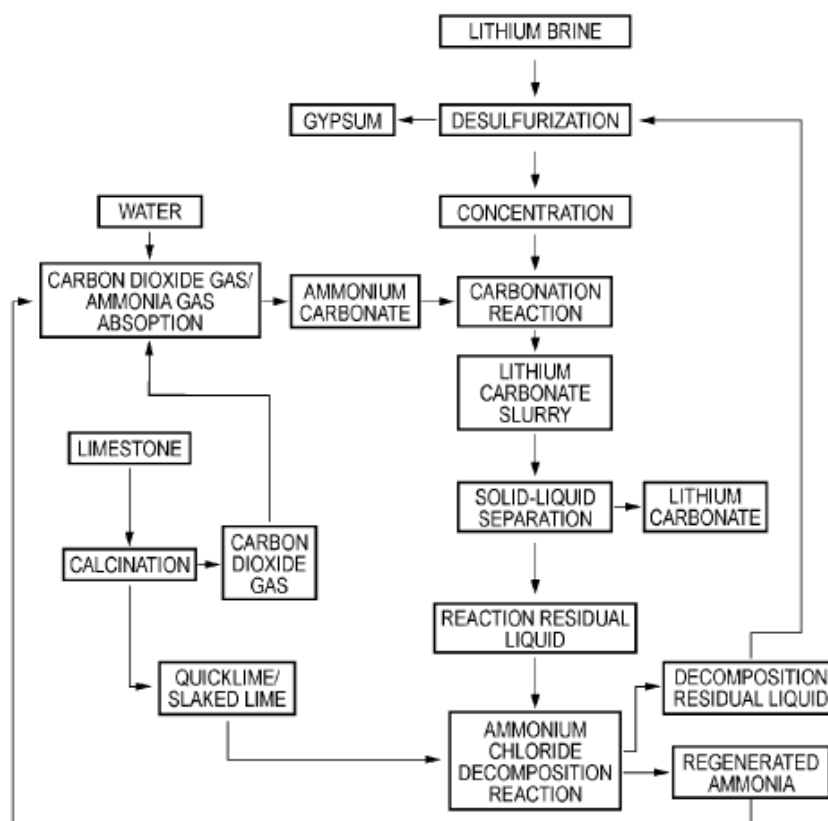 LITHIUM BRINE
GYPSUM
DESULFURIZATION
WATER
CONCENTRATION
CARBON DIOXIDE GAS/
AMMONIA GAS
ABSOPTION
AMMONIUM
CARBONATE
CARBONATION
REACTION
LITHIUM
CARBONATE
SLURRY
LIMESTONE
SOLID-LIQUID
SEPARATION
LITHIUM
CARBONATE
CALCINATION
CARBON
DIOXIDE
GAS
REACTION RESIDUAL
LIQUID
QUICKLIME/
SLAKED LIME
DECOMPOSITION
RESIDUAL LIQUID
AMMONIUM
CHLORIDE
DECOMPOSITION
REACTION
REGENERATED
AMMONIA